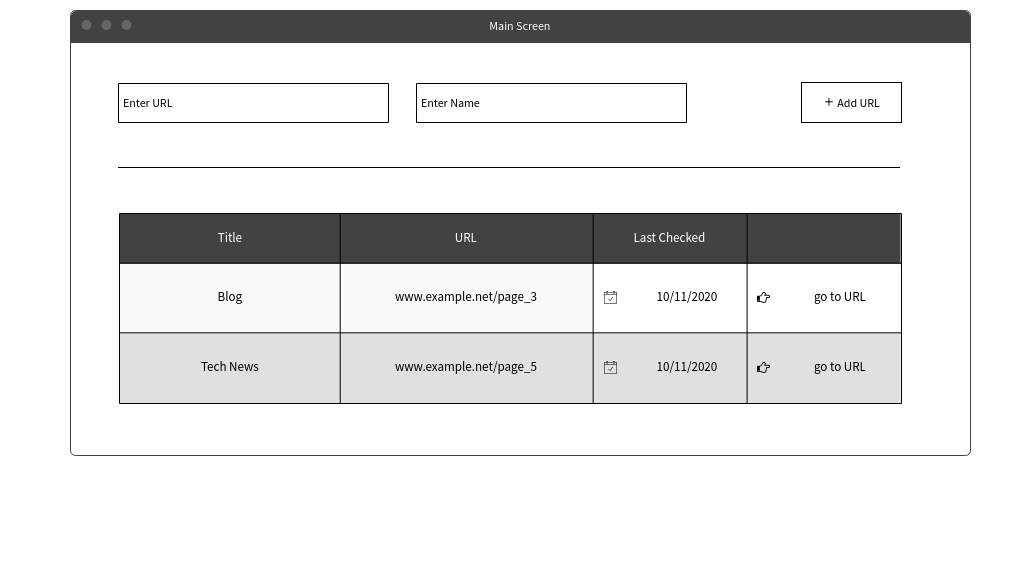 Main Screen
Enter URL
Enter Name
+ Add URL
Title URL Last Checked
Blog www.example.net/page_3 10/11/2020 go to URL
Tech News www.example.net/page_5 10/11/2020 go to URL